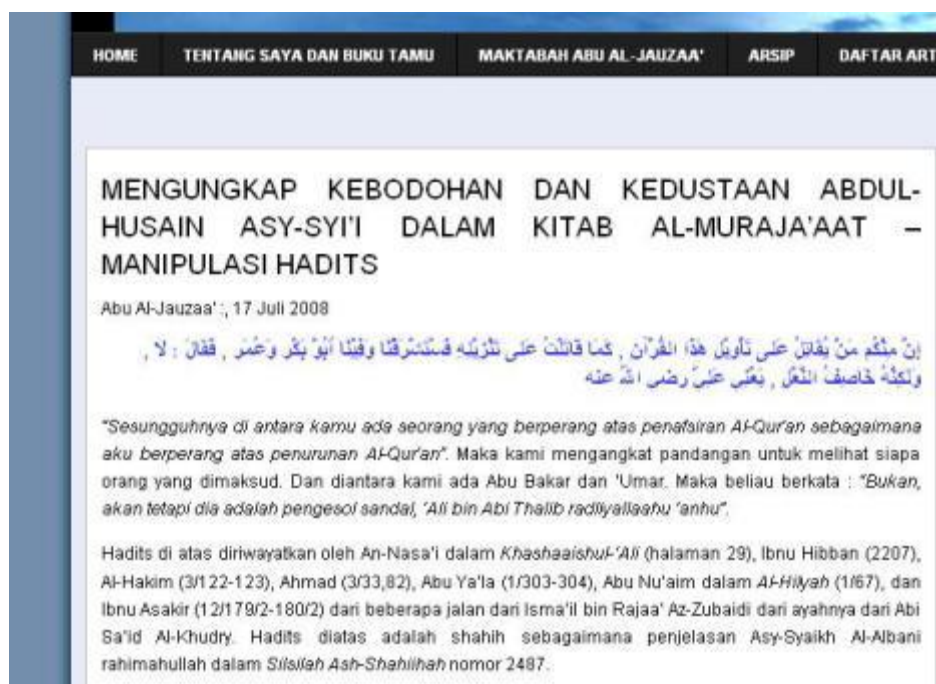 HOME TENTANG SAYA DAN BUKU TAMU MAKTABAH ABU AL-JAUZAA' ARSIP DAFTAR ART
MENGUNGKAP KEBODOHAN DAN KEDUSTAAN ABDUL-
HUSAIN ASY-SYI'I DALAM KITAB AL-MURAJA'AAT –
MANIPULASI HADITS
Abu Al-Jauzaa' :, 17 Juli 2008
إِنَّ مِنْكُم مَنْ يُقَاتِلُ عَلَى تَأْوِيْلِ هَذَا القُرْآنِ , كَمَا قَاتَلْتُ عَلى تَنْزِيْلِهِ فَاسْتَشْرَفْنَا وَفِيْنَا أَبُوْ بَكْرٍ وَعُمَرَ , فَقَالَ : لَا ,
وَلَكِنَّهُ خَاصِفُ النَّعْلِ , يَعْنِى عَلِىَّ رضى الله عنه
"Sesungguhnya di antara kamu ada seorang yang berperang atas penafsiran Al-Qur'an sebagaimana
aku berperang atas penurunan Al-Qur'an". Maka kami mengangkat pandangan untuk melihat siapa
orang yang dimaksud. Dan diantara kami ada Abu Bakar dan 'Umar. Maka beliau berkata : "Bukan,
akan tetapi dia adalah pengesol sandal, 'Ali bin Abi Thalib radliyallaahu 'anhu".
Hadits di atas diriwayatkan oleh An-Nasa'i dalam Khashaaishul-'Ali (halaman 29), Ibnu Hibban (2207),
Al-Hakim (3/122-123), Ahmad (3/33,82), Abu Ya'la (1/303-304), Abu Nu'aim dalam Al-Hilyah (1/67), dan
Ibnu Asakir (12/179/2-180/2) dari beberapa jalan dari Isma'il bin Rajaa' Az-Zubaidi dari ayahnya dari Abi
Sa'id Al-Khudry. Hadits diatas adalah shahih sebagaimana penjelasan Asy-Syaikh Al-Albani
rahimahullah dalam Silsilah Ash-Shahiihah nomor 2487.